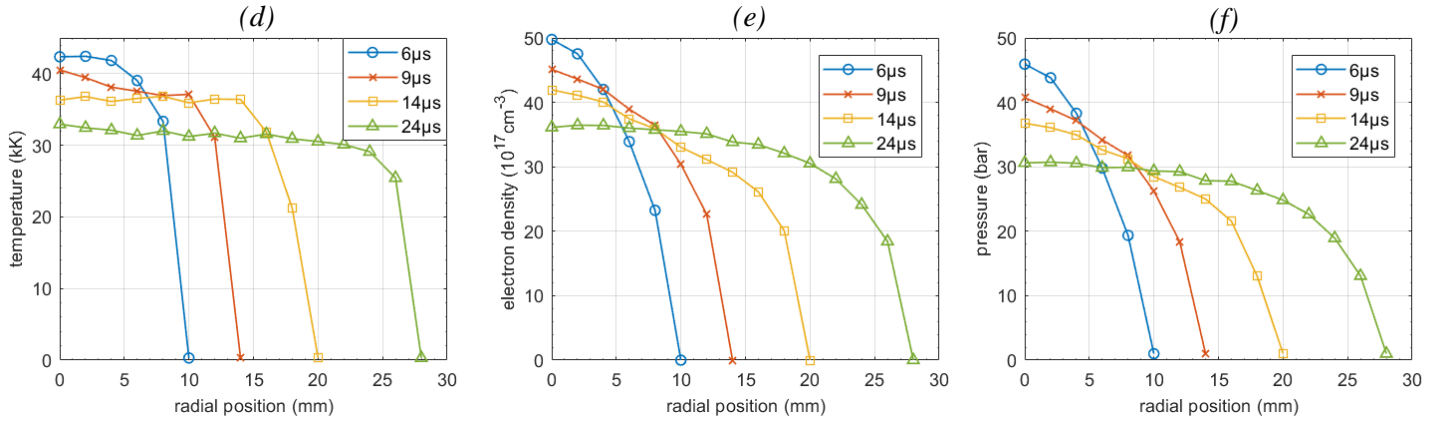 (d)
temperature (kK)
40
30
20
10
0
0 5 10 15 20 25 30
radial position (mm)
6µs
9µs
14µs
24µs
(e)
electron density (10^17 cm^-3)
50
40
30
20
10
0
0 5 10 15 20 25 30
radial position (mm)
6µs
9µs
14µs
24µs
(f)
pressure (bar)
50
40
30
20
10
0
0 5 10 15 20 25 30
radial position (mm)
6µs
9µs
14µs
24µs